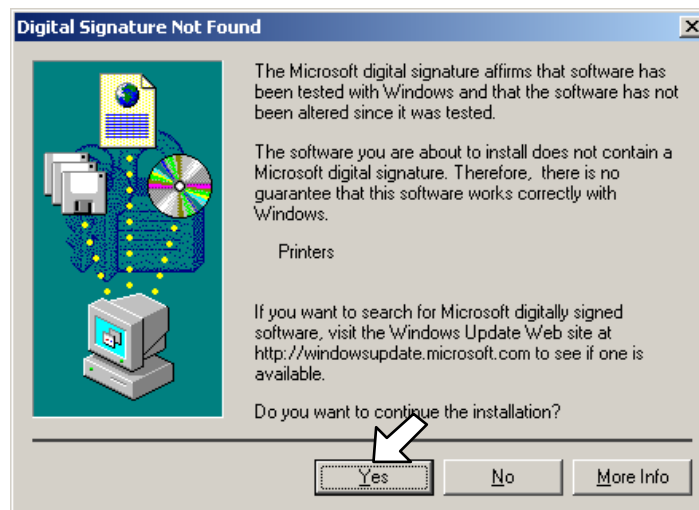 Digital Signature Not Found
The Microsoft digital signature affirms that software has
been tested with Windows and that the software has not
been altered since it was tested.
The software you are about to install does not contain a
Microsoft digital signature. Therefore, there is no
guarantee that this software works correctly with
Windows.
Printers
If you want to search for Microsoft digitally signed
software, visit the Windows Update Web site at
http://windowsupdate.microsoft.com to see if one is
available.
Do you want to continue the installation?
Yes No More Info